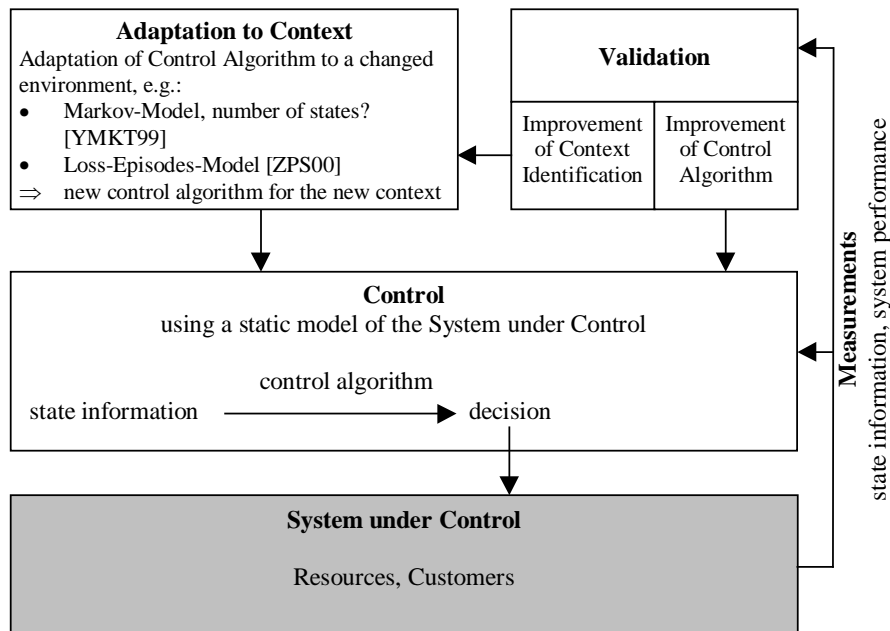 Adaptation to Context
Adaptation of Control Algorithm to a changed
environment, e.g.:
• Markov-Model, number of states?
[YMKT99]
• Loss-Episodes-Model [ZPS00]
⇒ new control algorithm for the new context
Validation
Improvement
of Context
Identification
Improvement
of Control
Algorithm
Control
using a static model of the System under Control
control algorithm
state information
decision
System under Control
Resources, Customers
Measurements
state information, system performance